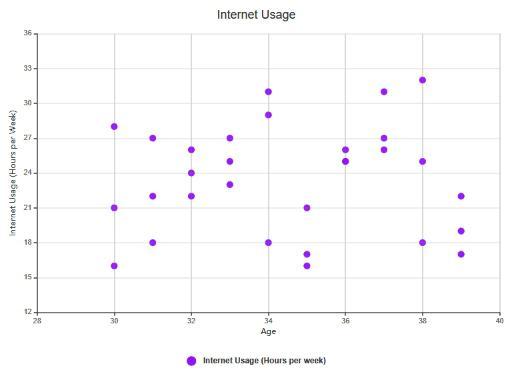 Internet Usage
36
33
30
27
24
21
18
15
12
Internet Usage (Hours per Week)
28 30 32 34 36 38 40
Age
Internet Usage (Hours per week)